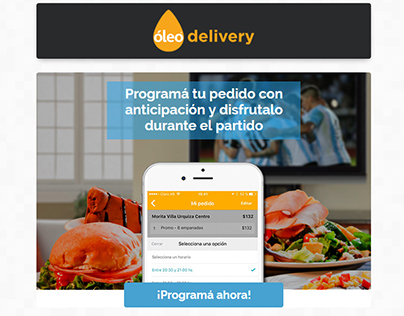 óleo delivery
Programá tu pedido con
anticipación y disfrutalo
durante el partido
Mi pedido
Editar
Morita Villa Urquiza Centro $132
Promo - 8 empanadas $132
Cerrar Selecciona una opción
Selecciona un horario
Entre 20:30 y 21:00 hs
¡Programá ahora!